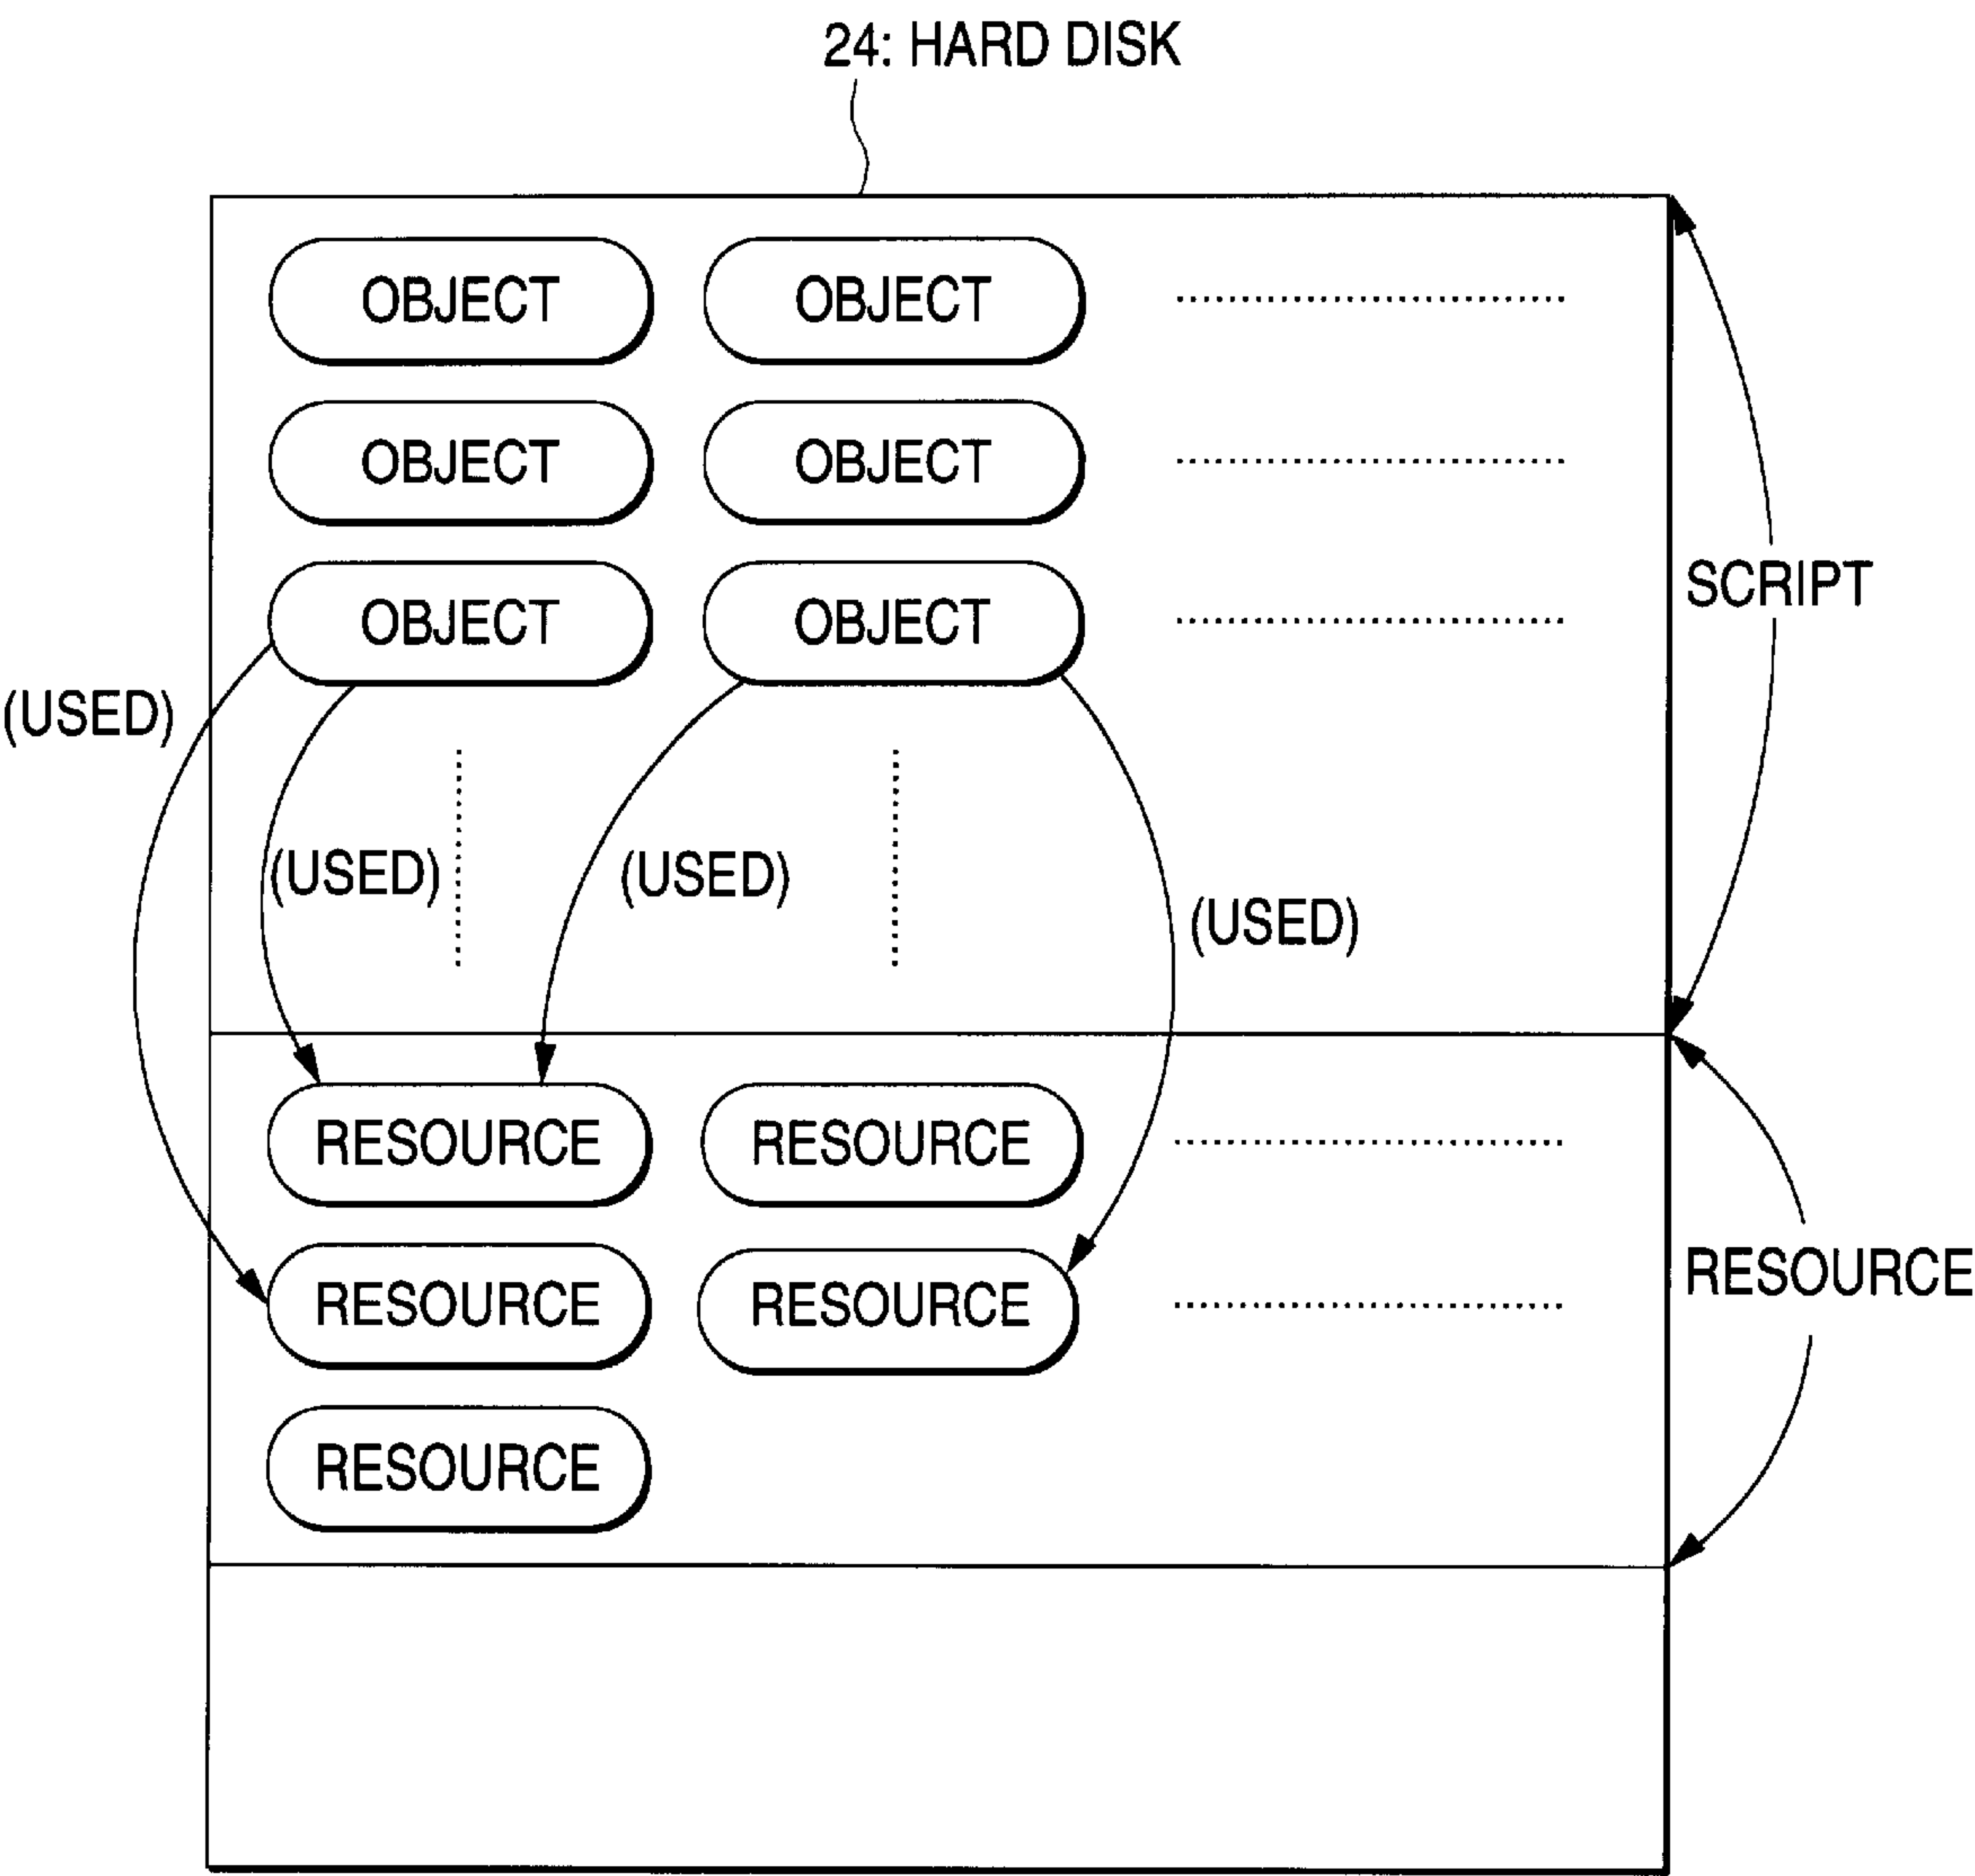 24: HARD DISK
OBJECT OBJECT
OBJECT OBJECT
SCRIPT
OBJECT OBJECT
(USED)
(USED) (USED)
(USED)
RESOURCE RESOURCE
RESOURCE
RESOURCE RESOURCE
RESOURCE